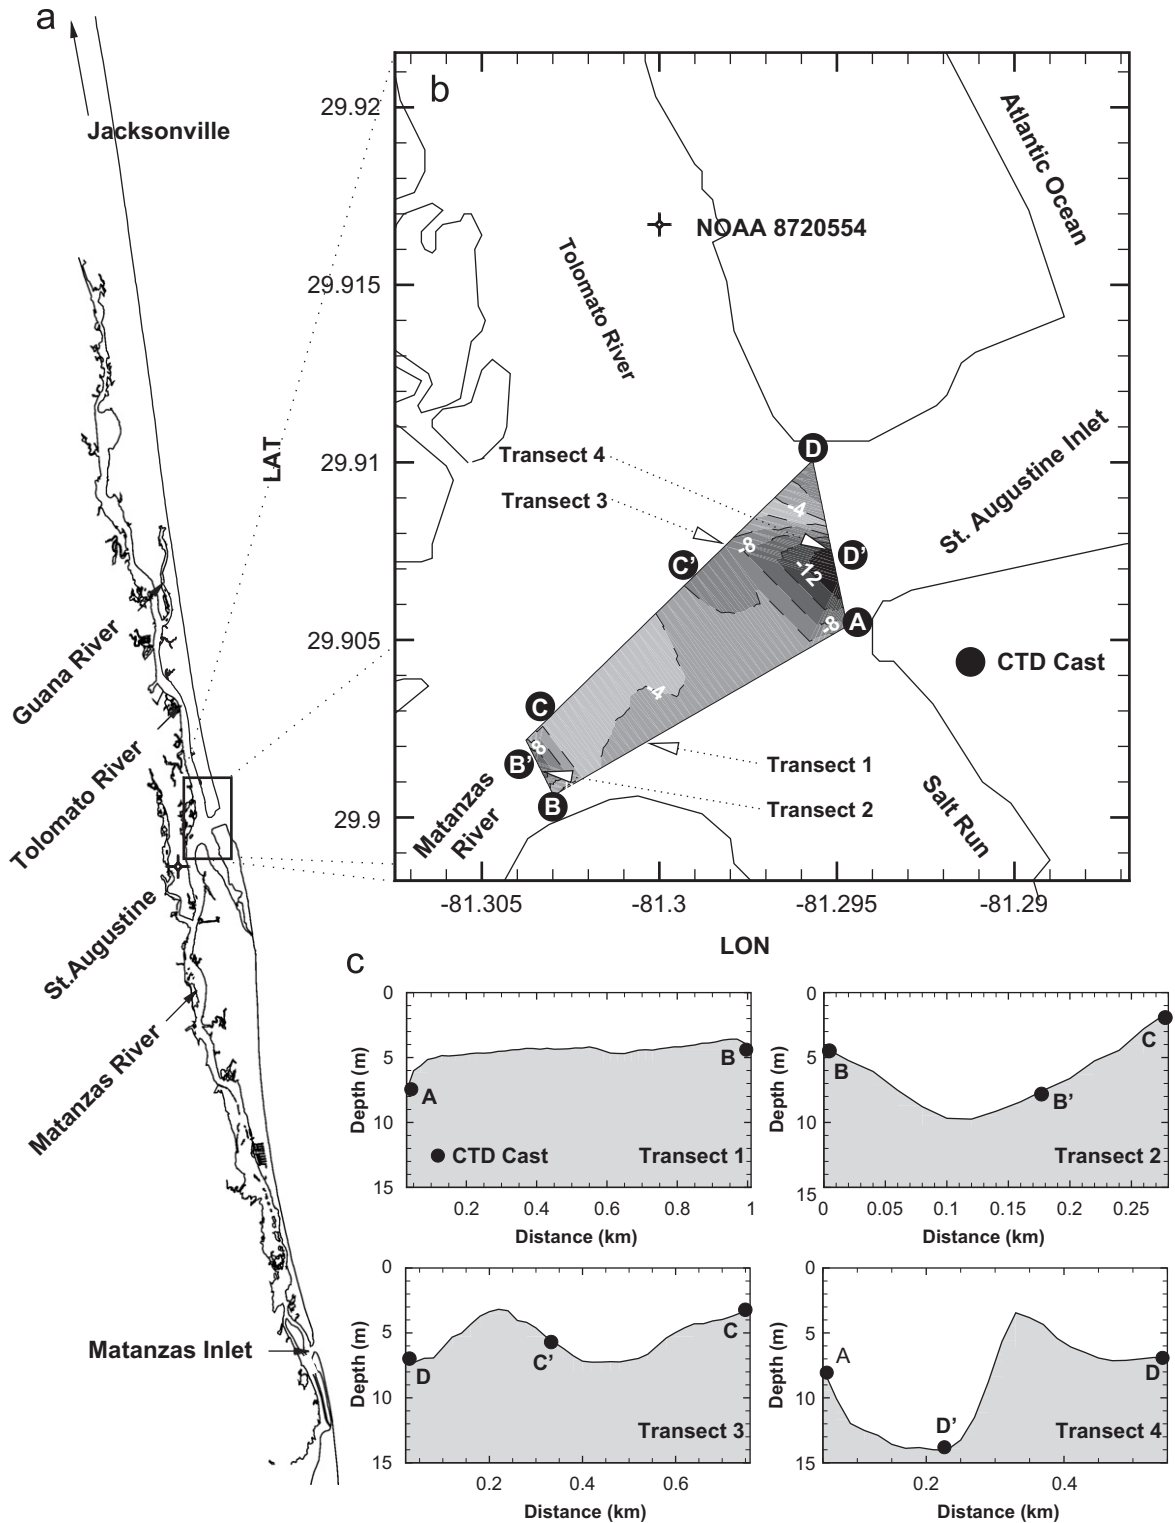 a
Jacksonville
Guana River
Tolomato River
St.Augustine
Matanzas River
Matanzas Inlet
b
LAT
29.92
29.915
29.91
29.905
29.9
-81.305
-81.3
-81.295
-81.29
LON
Atlantic
Ocean
NOAA 8720554
Tolomato River
St. Augustine Inlet
Transect 4
Transect 3
D
-4
-8
D'
C'
-12
A
-8
CTD Cast
C
-4
-8
B'
B
Transect 1
Transect 2
Matanzas
River
Salt Run
c
0
5
10
15
Depth (m)
A
B
CTD Cast
Transect 1
0.2
0.4
0.6
0.8
1
Distance (km)
0
5
10
15
Depth (m)
B
B'
C
Transect 2
0
0.05
0.1
0.15
0.2
0.25
Distance (km)
0
5
10
15
Depth (m)
D
C'
C
Transect 3
0.2
0.4
0.6
Distance (km)
0
5
10
15
Depth (m)
A
D'
D
Transect 4
0.2
0.4
Distance (km)